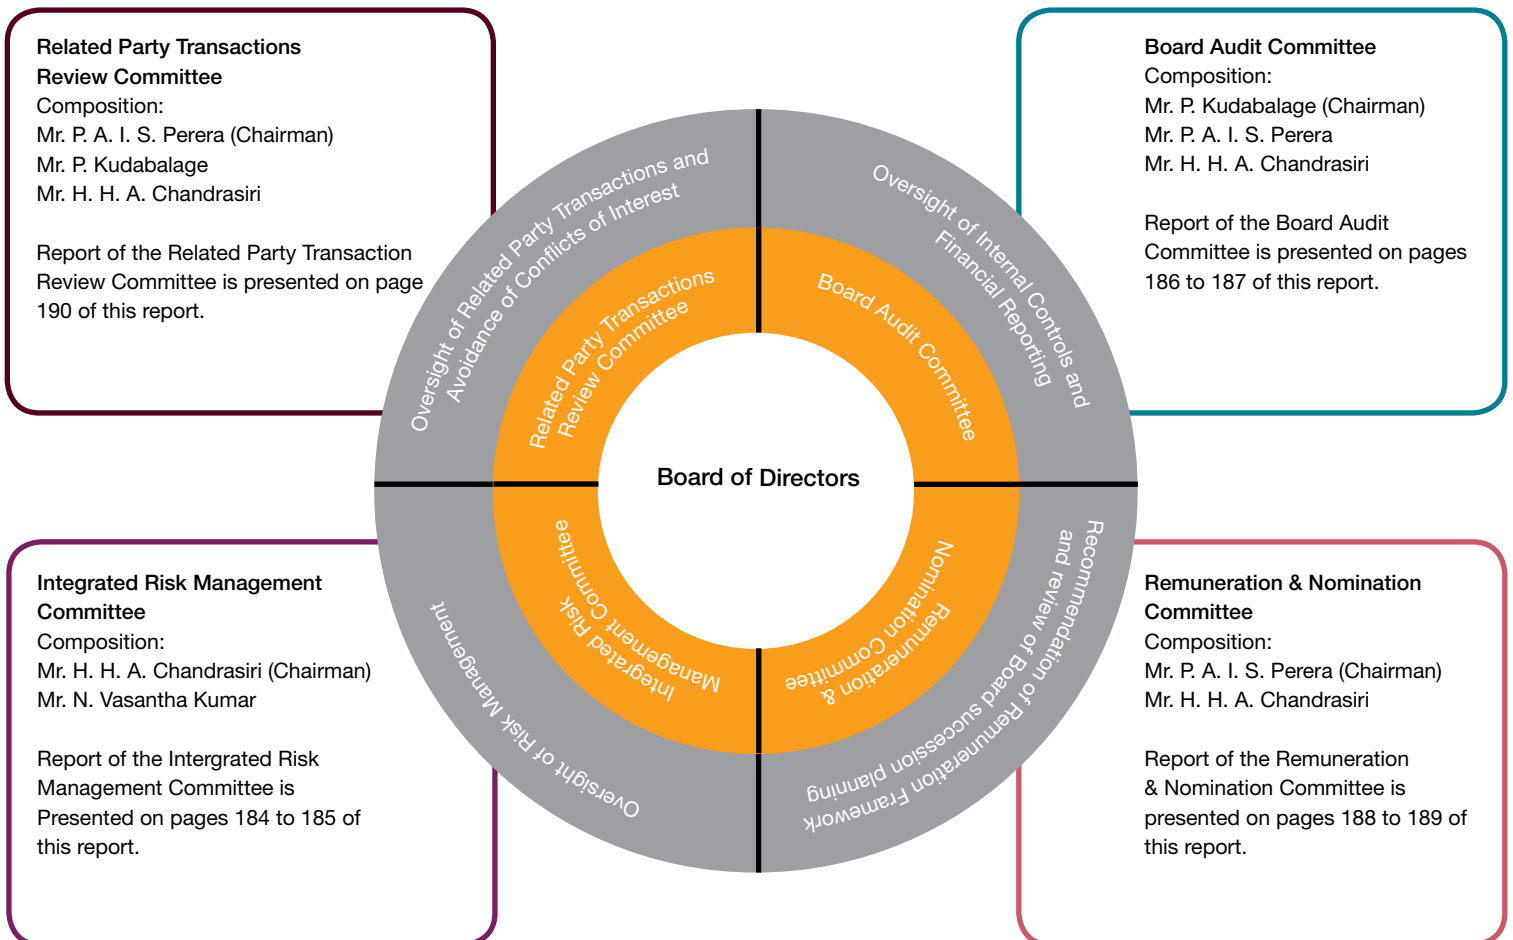 Related Party Transactions
Review Committee
Composition:
Mr. P. A. I. S. Perera (Chairman)
Mr. P. Kudabalage
Mr. H. H. A. Chandrasiri
Report of the Related Party Transaction
Review Committee is presented on page
190 of this report.
Board Audit Committee
Composition:
Mr. P. Kudabalage (Chairman)
Mr. P. A. I. S. Perera
Mr. H. H. A. Chandrasiri
Report of the Board Audit
Committee is presented on pages
186 to 187 of this report.
Oversight of Related Party Transactions and
Avoidance of Conflicts of Interest
Related Party Transactions
Review Committee
Oversight of Internal Controls and
Financial Reporting
Board Audit Committee
Board of Directors
Integrated Risk
Management Committee
Oversight of Risk Management
Remuneration &
Nomination Committee
Recommendation of Remuneration Framework
and review of Board succession planning
Integrated Risk Management
Committee
Composition:
Mr. H. H. A. Chandrasiri (Chairman)
Mr. N. Vasantha Kumar
Report of the Intergrated Risk
Management Committee is
Presented on pages 184 to 185 of
this report.
Remuneration & Nomination
Committee
Composition:
Mr. P. A. I. S. Perera (Chairman)
Mr. H. H. A. Chandrasiri
Report of the Remuneration
& Nomination Committee is
presented on pages 188 to 189 of
this report.